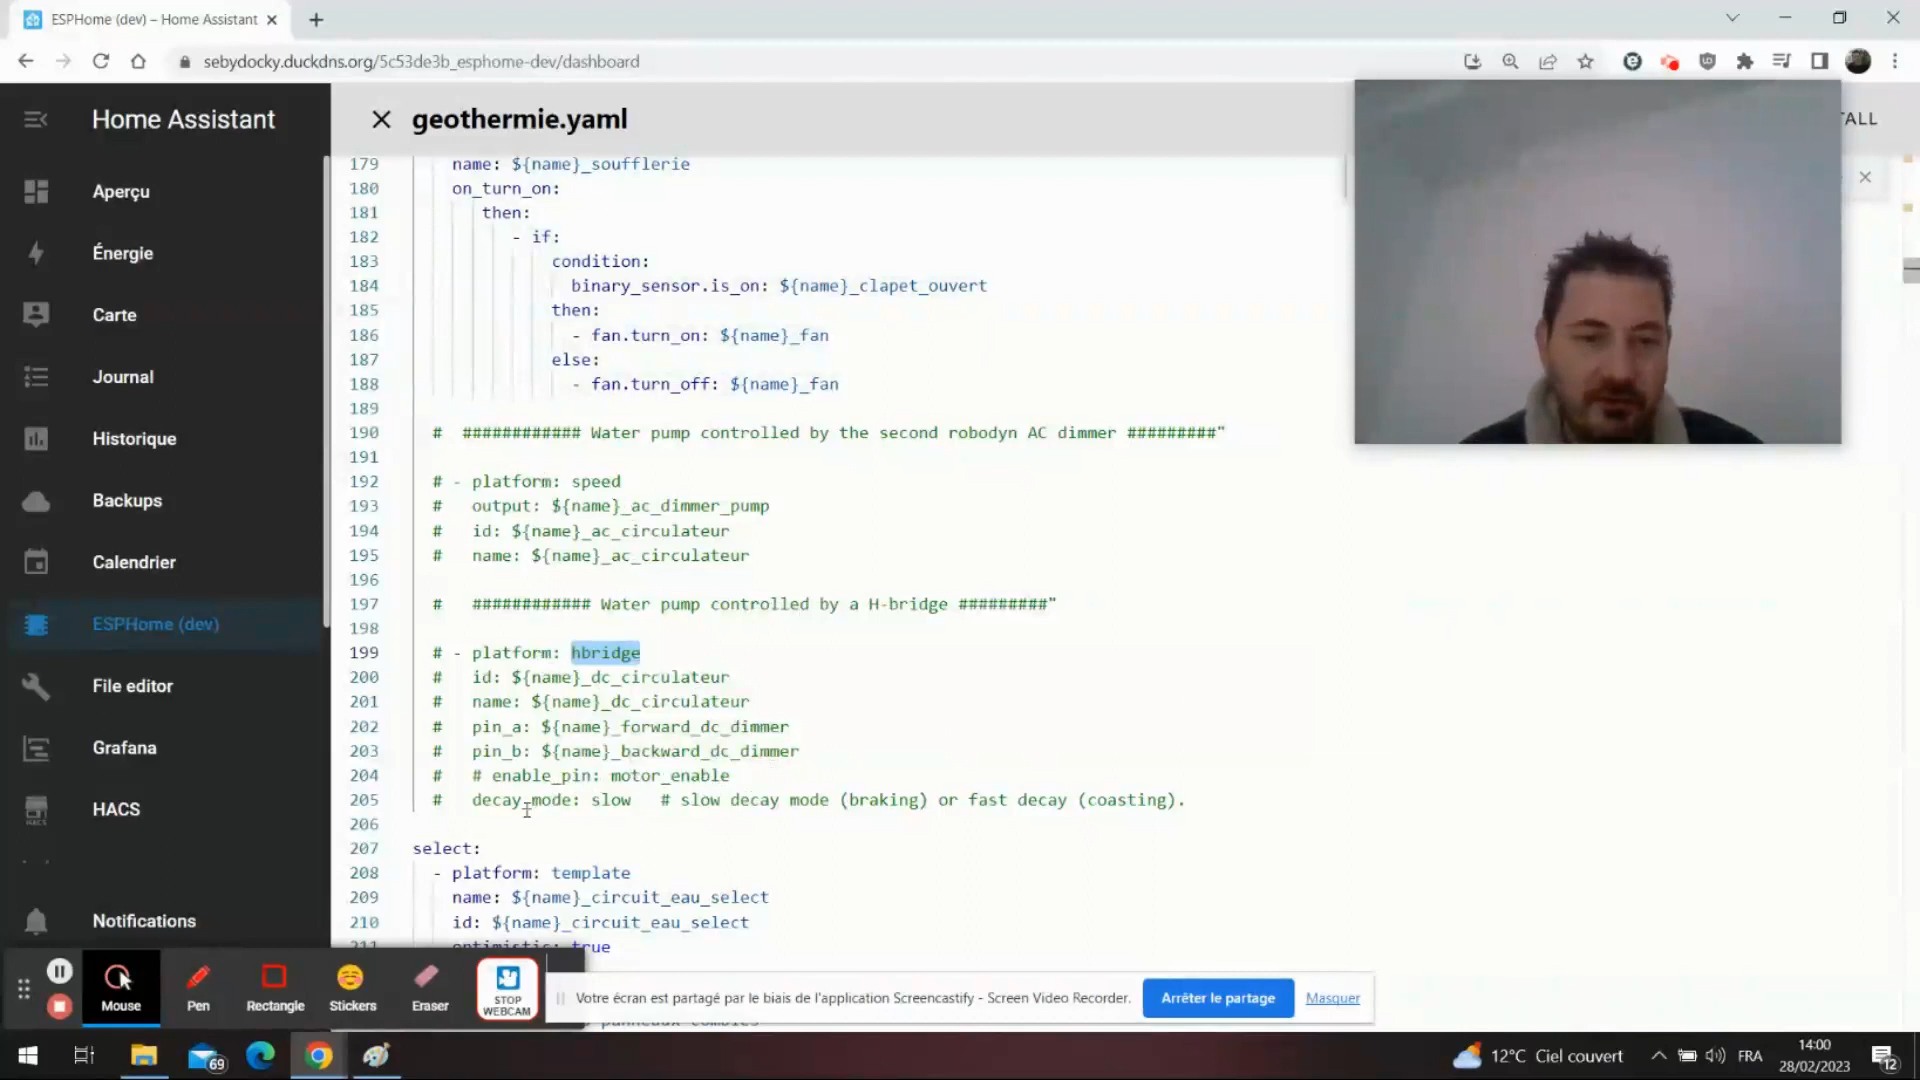 ESPHome (dev) – Home Assistant
sebydocky.duckdns.org/5c53de3b_esphome-dev/dashboard
Home Assistant
geothermie.yaml
TALL
Aperçu
Énergie
Carte
Journal
Historique
Backups
Calendrier
ESPHome (dev)
File editor
Grafana
HACS
HACS
Notifications
179 name: ${name}_soufflerie
180 on_turn_on:
181 then:
182 - if:
183 condition:
184 binary_sensor.is_on: ${name}_clapet_ouvert
185 then:
186 - fan.turn_on: ${name}_fan
187 else:
188 - fan.turn_off: ${name}_fan
189
190 # ############ Water pump controlled by the second robodyn AC dimmer #########"
191
192 # - platform: speed
193 # output: ${name}_ac_dimmer_pump
194 # id: ${name}_ac_circulateur
195 # name: ${name}_ac_circulateur
196
197 # ############ Water pump controlled by a H-bridge #########"
198
199 # - platform: hbridge
200 # id: ${name}_dc_circulateur
201 # name: ${name}_dc_circulateur
202 # pin_a: ${name}_forward_dc_dimmer
203 # pin_b: ${name}_backward_dc_dimmer
204 # # enable_pin: motor_enable
205 # decay_mode: slow # slow decay mode (braking) or fast decay (coasting).
206
207 select:
208 - platform: template
209 name: ${name}_circuit_eau_select
210 id: ${name}_circuit_eau_select
211 optimistic: true
Mouse
Pen
Rectangle
Stickers
Eraser
STOP
WEBCAM
Votre écran est partagé par le biais de l'application Screencastify - Screen Video Recorder.
Arrêter le partage
Masquer
69
12°C Ciel couvert
FRA
14:00
28/02/2023
12